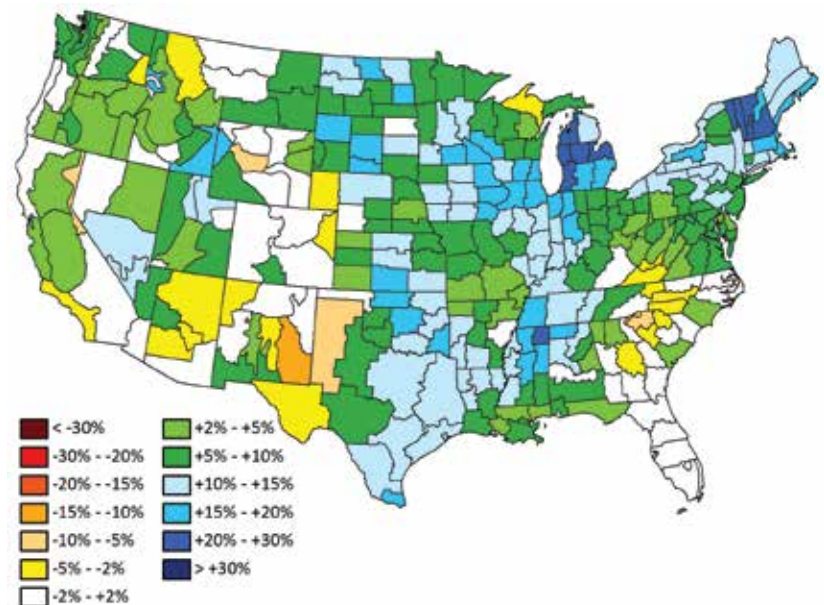 < -30%
-30% - -20%
-20% - -15%
-15% - -10%
-10% - -5%
-5% - -2%
-2% - +2%
+2% - +5%
+5% - +10%
+10% - +15%
+15% - +20%
+20% - +30%
> +30%